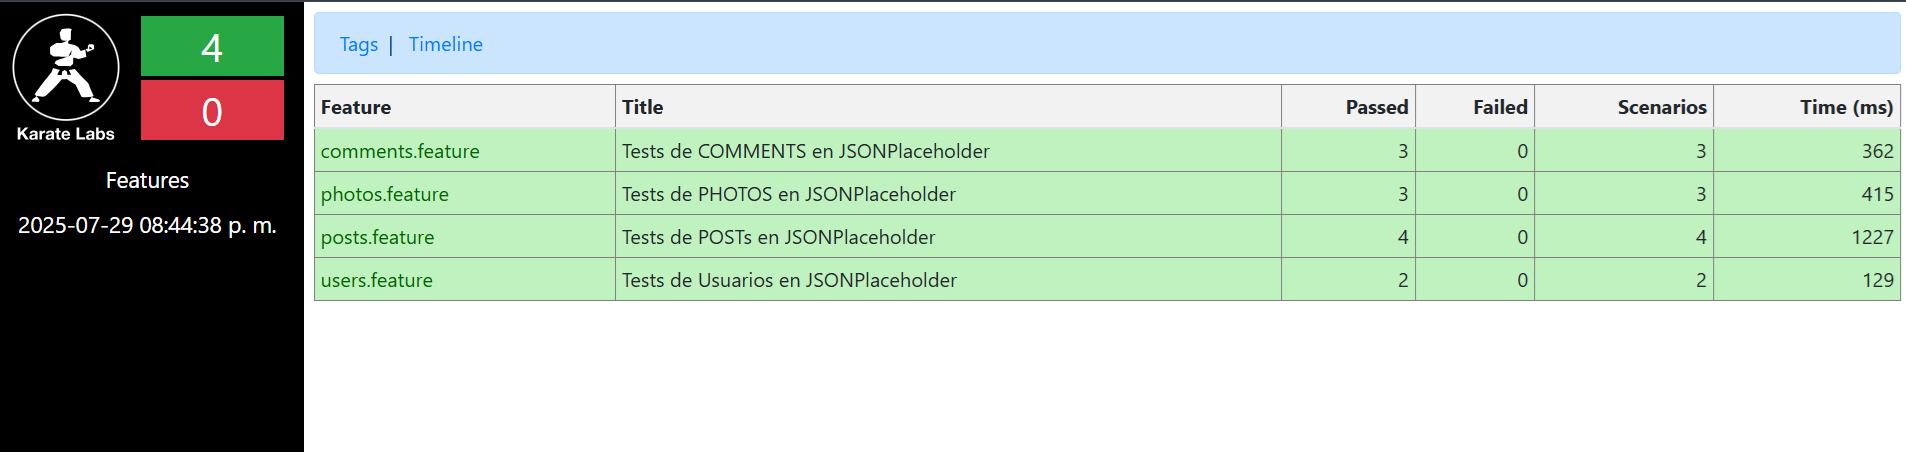 4
0
Karate Labs
Features
2025-07-29 08:44:38 p. m.
Tags | Timeline
Feature Title Passed Failed Scenarios Time (ms)
comments.feature Tests de COMMENTS en JSONPlaceholder 3 0 3 362
photos.feature Tests de PHOTOS en JSONPlaceholder 3 0 3 415
posts.feature Tests de POSTs en JSONPlaceholder 4 0 4 1227
users.feature Tests de Usuarios en JSONPlaceholder 2 0 2 129